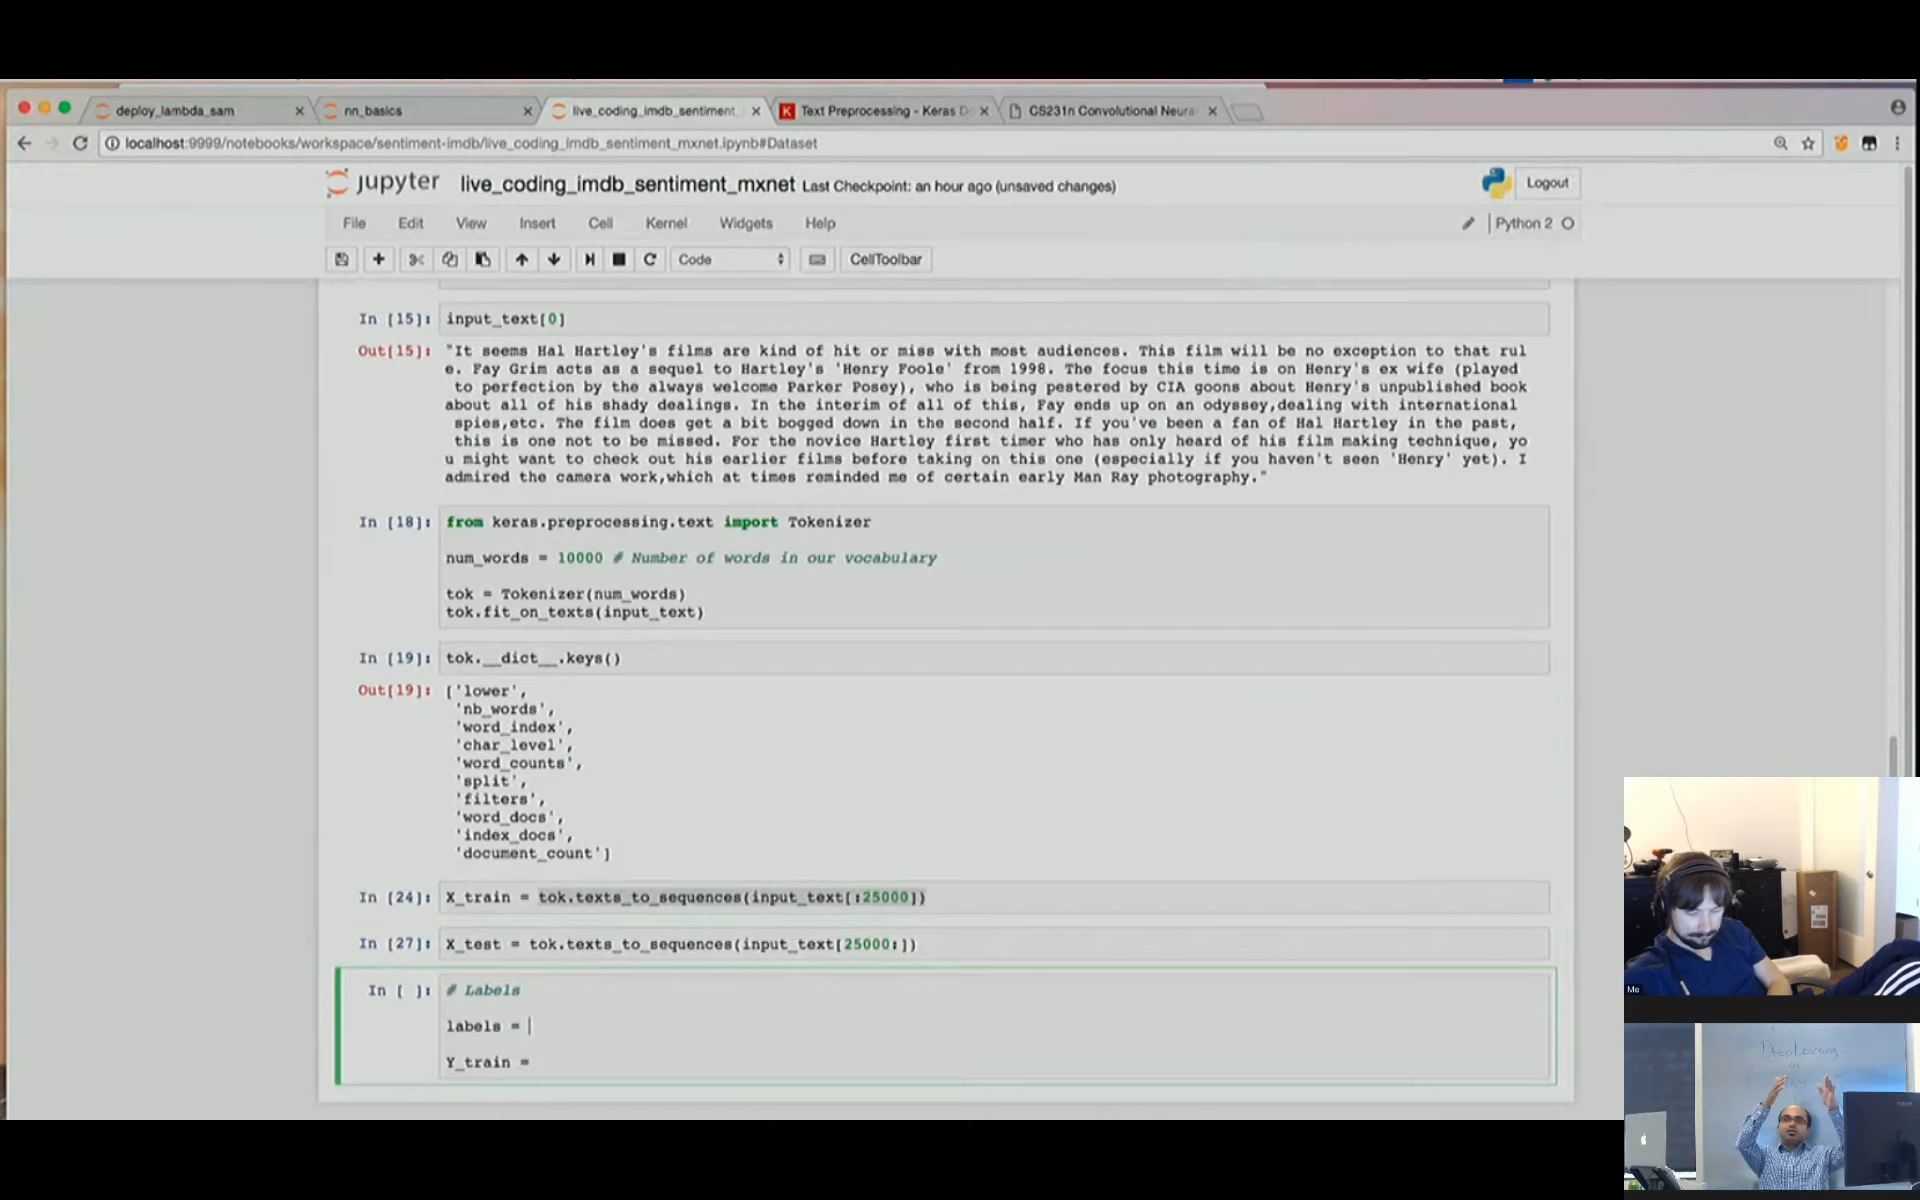 deploy_lambda_sam
nn_basics
live_coding_imdb_sentiment_
Text Preprocessing - Keras Do
CS231n Convolutional Neura
localhost:9999/notebooks/workspace/sentiment-imdb/live_coding_imdb_sentiment_mxnet.ipynb#Dataset
jupyter live_coding_imdb_sentiment_mxnet Last Checkpoint: an hour ago (unsaved changes)
Logout
File Edit View Insert Cell Kernel Widgets Help
Python 2
Code
CellToolbar
In [15]: input_text[0]
Out[15]: "It seems Hal Hartley's films are kind of hit or miss with most audiences. This film will be no exception to that rul
e. Fay Grim acts as a sequel to Hartley's 'Henry Foole' from 1998. The focus this time is on Henry's ex wife (played
to perfection by the always welcome Parker Posey), who is being pestered by CIA goons about Henry's unpublished book
about all of his shady dealings. In the interim of all of this, Fay ends up on an odyssey,dealing with international
spies,etc. The film does get a bit bogged down in the second half. If you've been a fan of Hal Hartley in the past,
this is one not to be missed. For the novice Hartley first timer who has only heard of his film making technique, yo
u might want to check out his earlier films before taking on this one (especially if you haven't seen 'Henry' yet). I
admired the camera work,which at times reminded me of certain early Man Ray photography."
In [18]: from keras.preprocessing.text import Tokenizer
num_words = 10000 # Number of words in our vocabulary
tok = Tokenizer(num_words)
tok.fit_on_texts(input_text)
In [19]: tok.__dict__.keys()
Out[19]: ['lower',
'nb_words',
'word_index',
'char_level',
'word_counts',
'split',
'filters',
'word_docs',
'index_docs',
'document_count']
In [24]: X_train = tok.texts_to_sequences(input_text[:25000])
In [27]: X_test = tok.texts_to_sequences(input_text[25000:])
In [ ]: # Labels
labels =
Y_train =
Me
Deep Learning